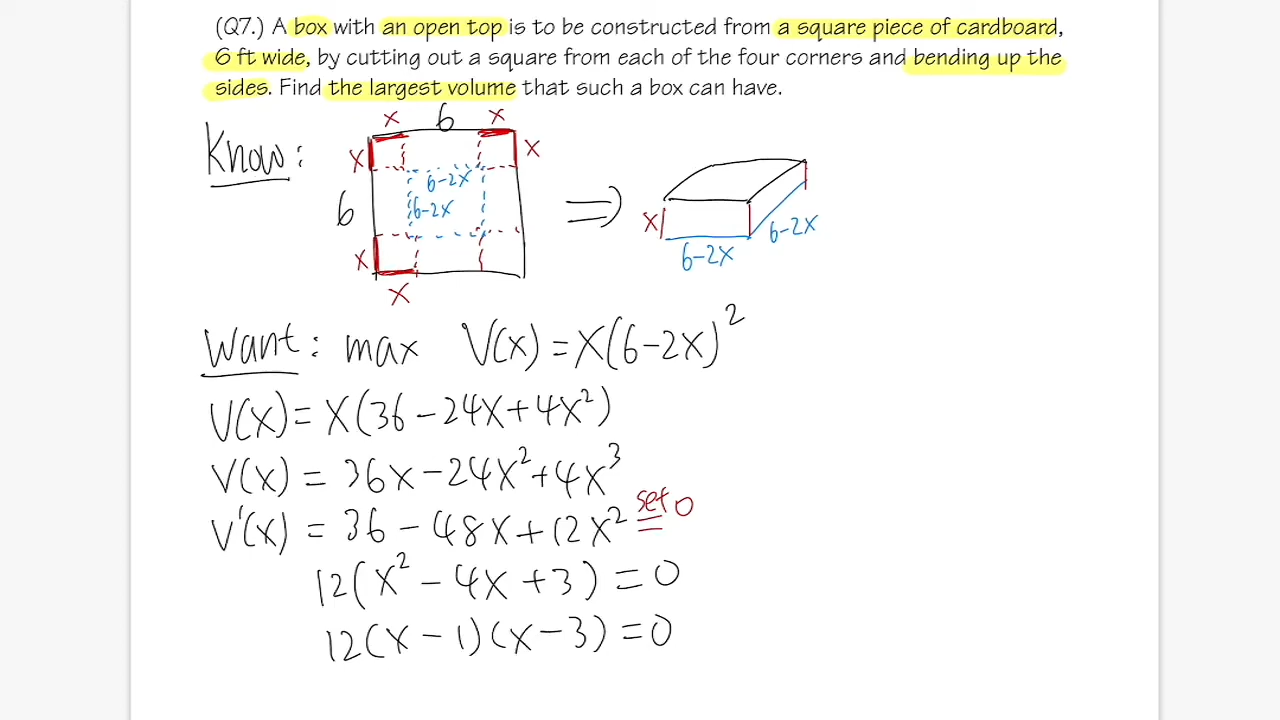 (Q7.) A box with an open top is to be constructed from a square piece of cardboard,
6 ft wide, by cutting out a square from each of the four corners and bending up the
sides. Find the largest volume that such a box can have.
x 6 x
Know: x x
6-2x
6 6-2x ⇒ x 6-2x
x 6-2x
x
Want: max V(x) = x(6-2x)²
V(x) = x(36-24x+4x²)
V(x) = 36x-24x²+4x³
V'(x) = 36-48x+12x² set = 0
12(x²-4x+3) = 0
12(x-1)(x-3) = 0